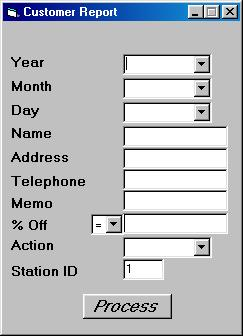 Customer Report
Year
Month
Day
Name
Address
Telephone
Memo
% Off =
Action
Station ID 1
Process